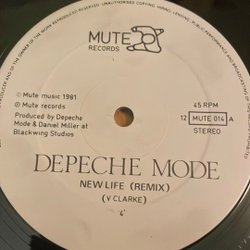 MUTE
RECORDS
Ⓒ Mute music 1981
Ⓟ Mute records
Produced by Depeche
Mode & Daniel Miller at
Blackwing Studios
45 RPM
12 MUTE 014 A
STEREO
DEPECHE MODE
NEW LIFE (REMIX)
(V CLARKE)
4'